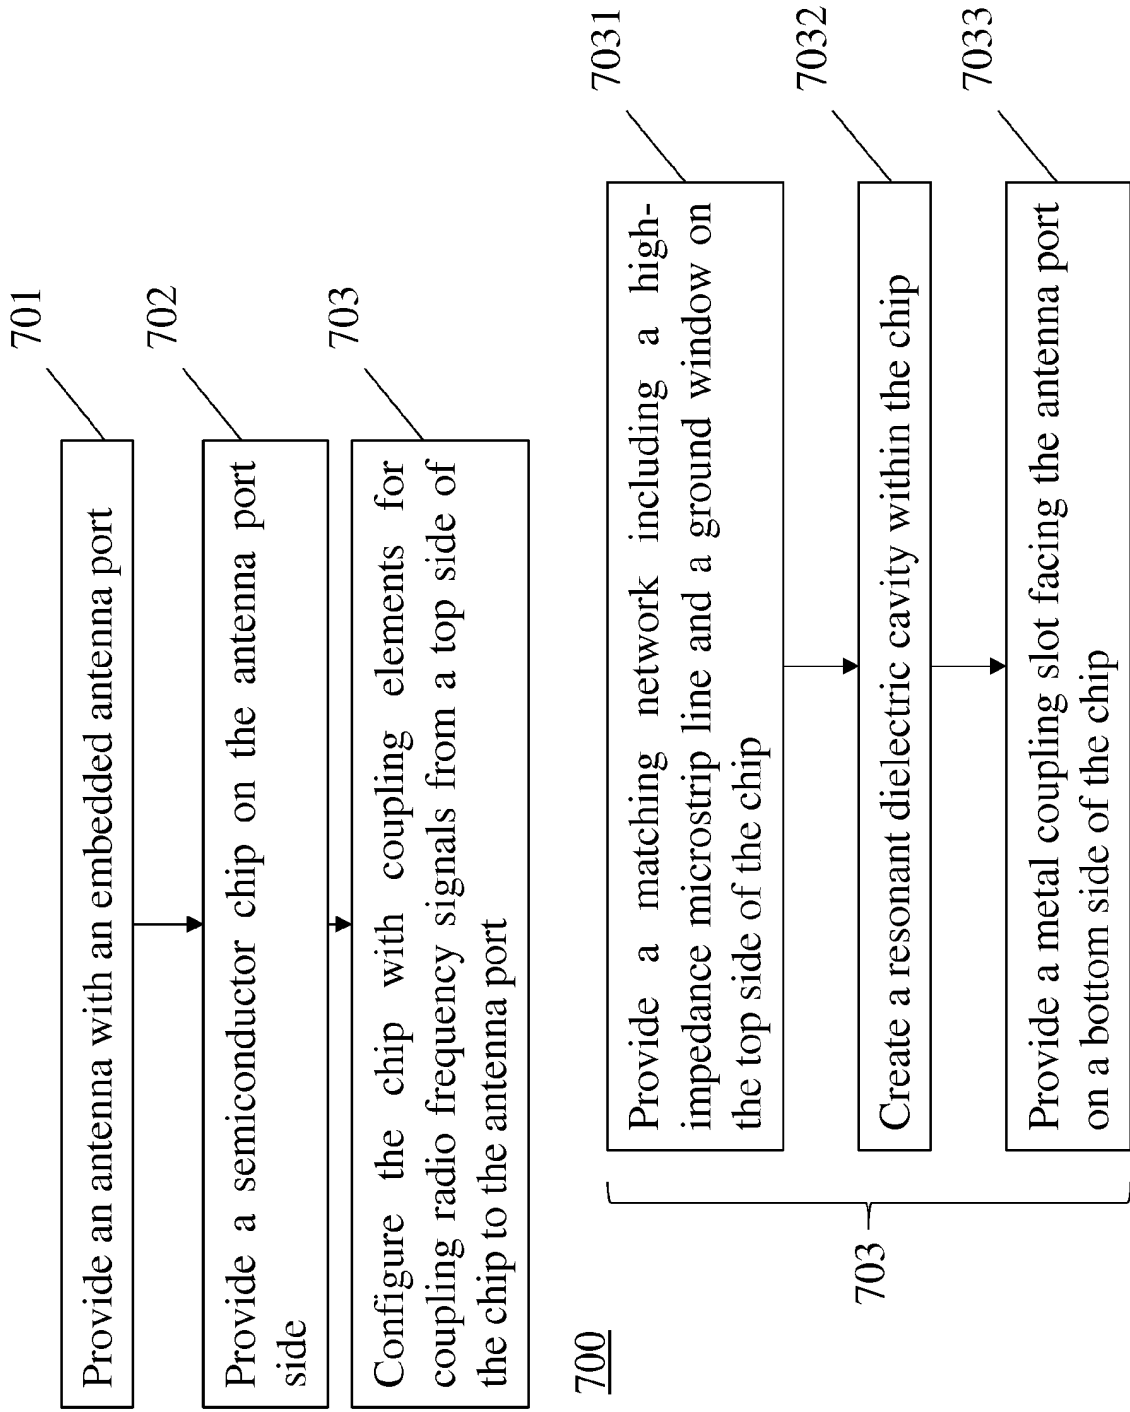 701
Provide an antenna with an embedded antenna port
702
Provide a semiconductor chip on the antenna port
side
703
Configure the chip with coupling elements for
coupling radio frequency signals from a top side of
the chip to the antenna port
700
703
7031
Provide a matching network including a high-
impedance microstrip line and a ground window on
the top side of the chip
7032
Create a resonant dielectric cavity within the chip
7033
Provide a metal coupling slot facing the antenna port
on a bottom side of the chip